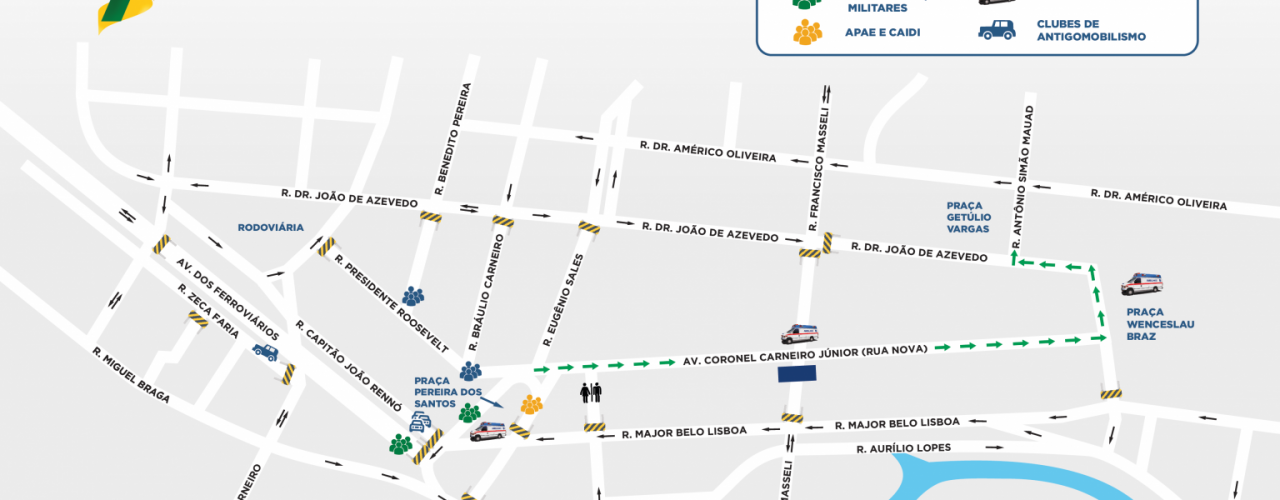 MILITARES
APAE E CAIDI
CLUBES DE
ANTIGOMOBILISMO
R. BENEDITO PEREIRA
R. DR. AMÉRICO OLIVEIRA
R. FRANCISCO MASSELI
R. ANTÔNIO SIMÃO MAUAD
R. DR. AMÉRICO OLIVEIRA
R. DR. JOÃO DE AZEVEDO
RODOVIÁRIA
R. DR. JOÃO DE AZEVEDO
R. DR. JOÃO DE AZEVEDO
PRAÇA
GETÚLIO
VARGAS
AV. DOS FERROVIÁRIOS
R. ZECA FARIA
R. PRESIDENTE ROOSEVELT
R. BRÁULIO CARNEIRO
R. EUGÊNIO SALES
AMBULANCE
PRAÇA
WENCESLAU
BRAZ
R. CAPITÃO JOÃO RENNÓ
AV. CORONEL CARNEIRO JÚNIOR (RUA NOVA)
R. MIGUEL BRAGA
PRAÇA
PEREIRA DOS
SANTOS
R. MAJOR BELO LISBOA
R. MAJOR BELO LISBOA
R. AURÍLIO LOPES
RNEIRO
MASSELI